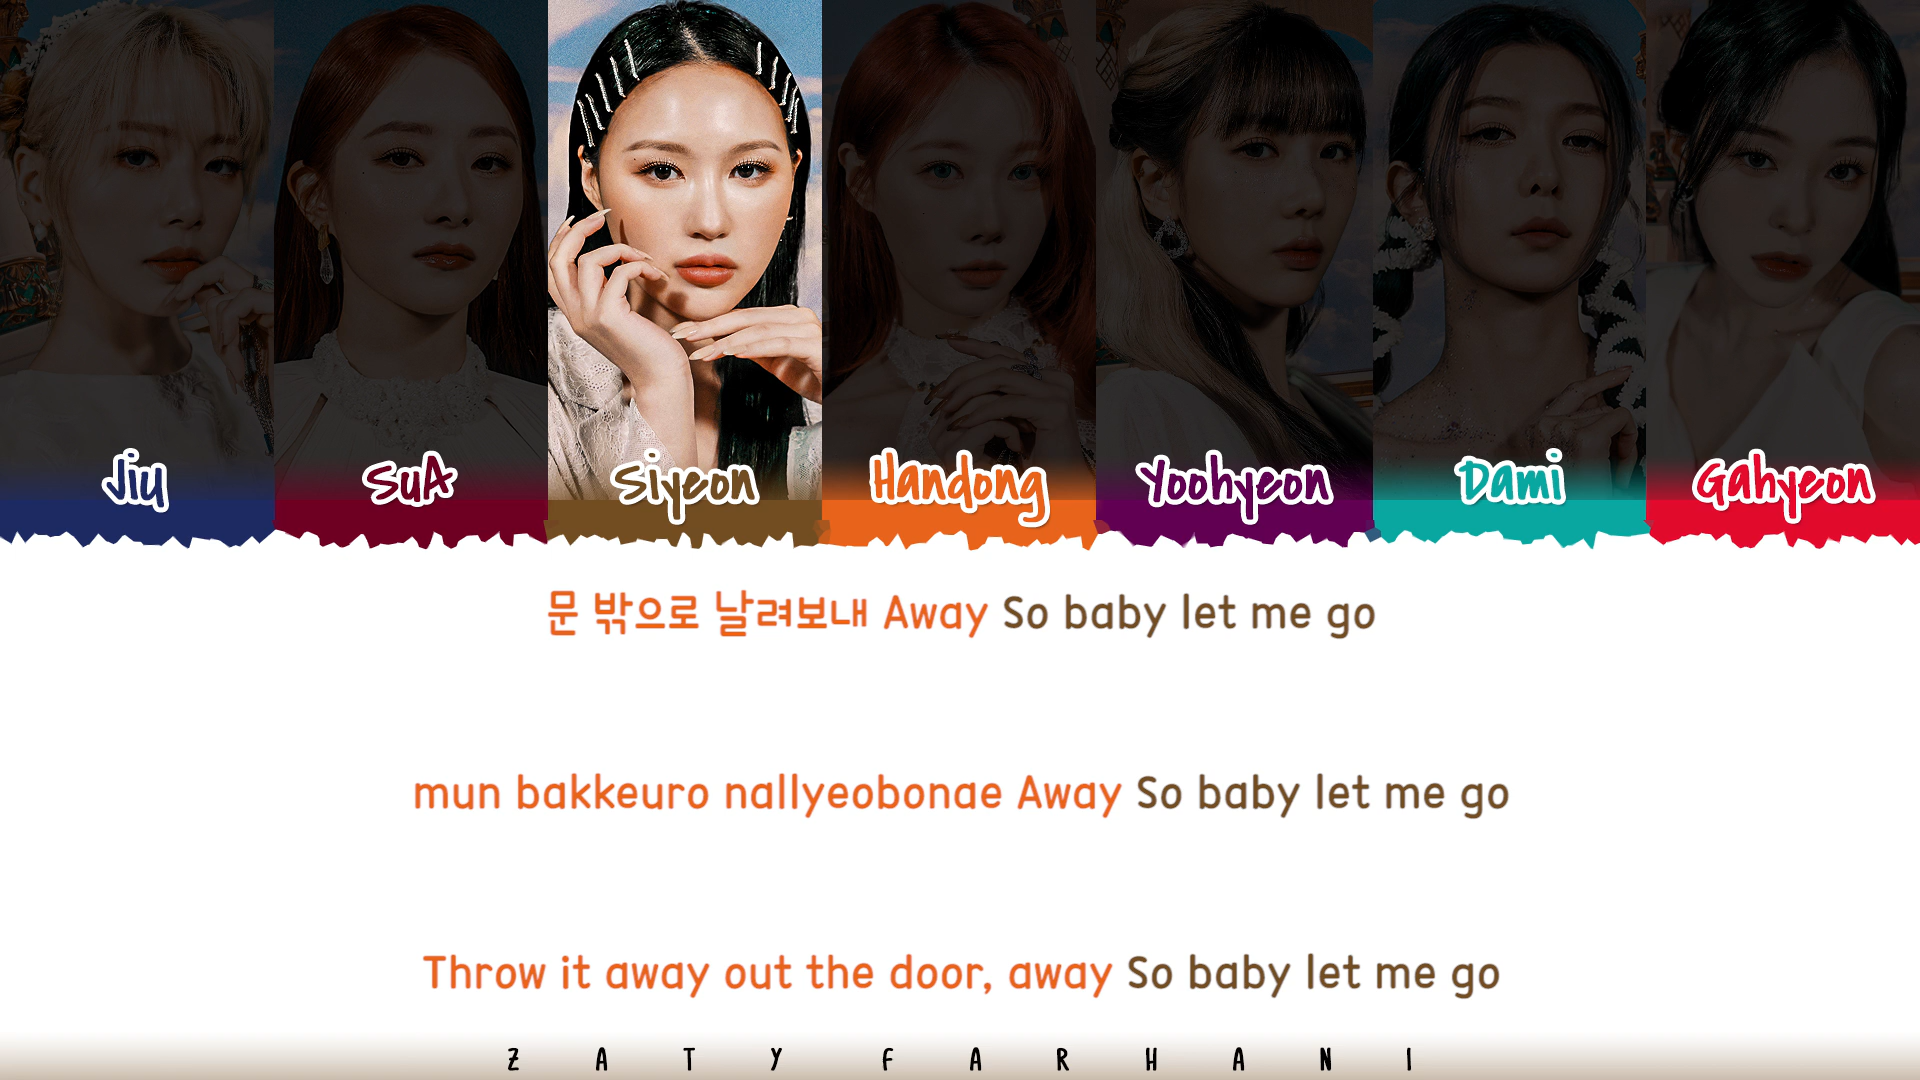 Jiu SuA Siyeon Handong Yoohyeon Dami Gahyeon
문 밖으로 날려보내 Away So baby let me go
mun bakkeuro nallyeobonae Away So baby let me go
Throw it away out the door, away So baby let me go
ZATY FARHANI